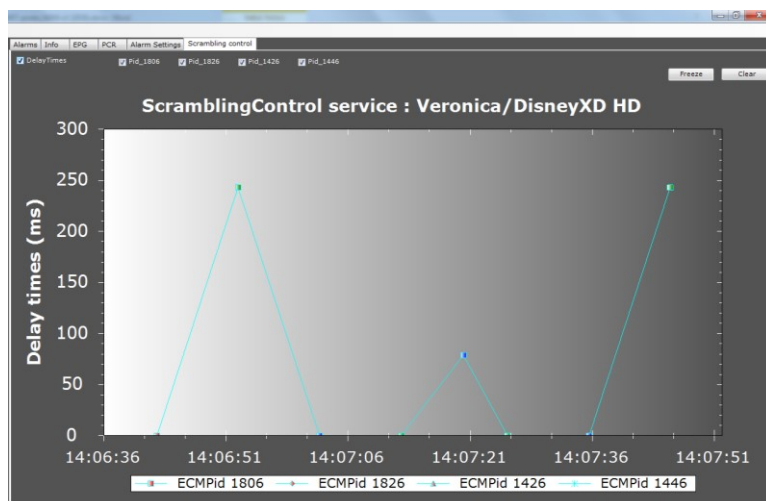 Alarms Info EPG PCR Alarm Settings Scrambling control
DelayTimes Pid_1806 Pid_1826 Pid_1426 Pid_1446
Freeze Clear
ScramblingControl service : Veronica/DisneyXD HD
Delay times (ms)
300
250
200
150
100
50
0
14:06:36 14:06:51 14:07:06 14:07:21 14:07:36 14:07:51
ECMPid 1806 ECMPid 1826 ECMPid 1426 ECMPid 1446